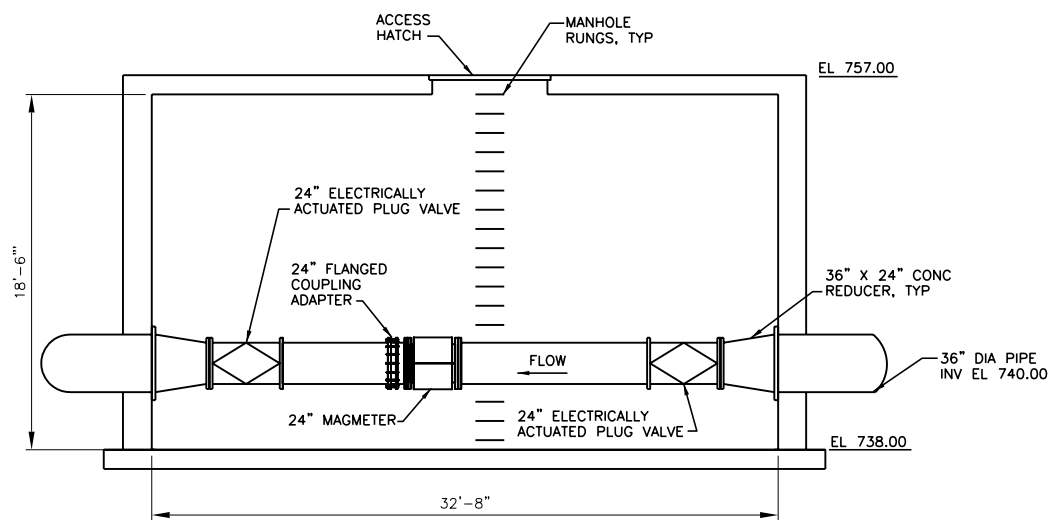 ACCESS
HATCH
MANHOLE
RUNGS, TYP
EL 757.00
24" ELECTRICALLY
ACTUATED PLUG VALVE
24" FLANGED
COUPLING
ADAPTER
36" X 24" CONC
REDUCER, TYP
18'-6"'
FLOW
36" DIA PIPE
INV EL 740.00
24" MAGMETER
24" ELECTRICALLY
ACTUATED PLUG VALVE
EL 738.00
32'-8"